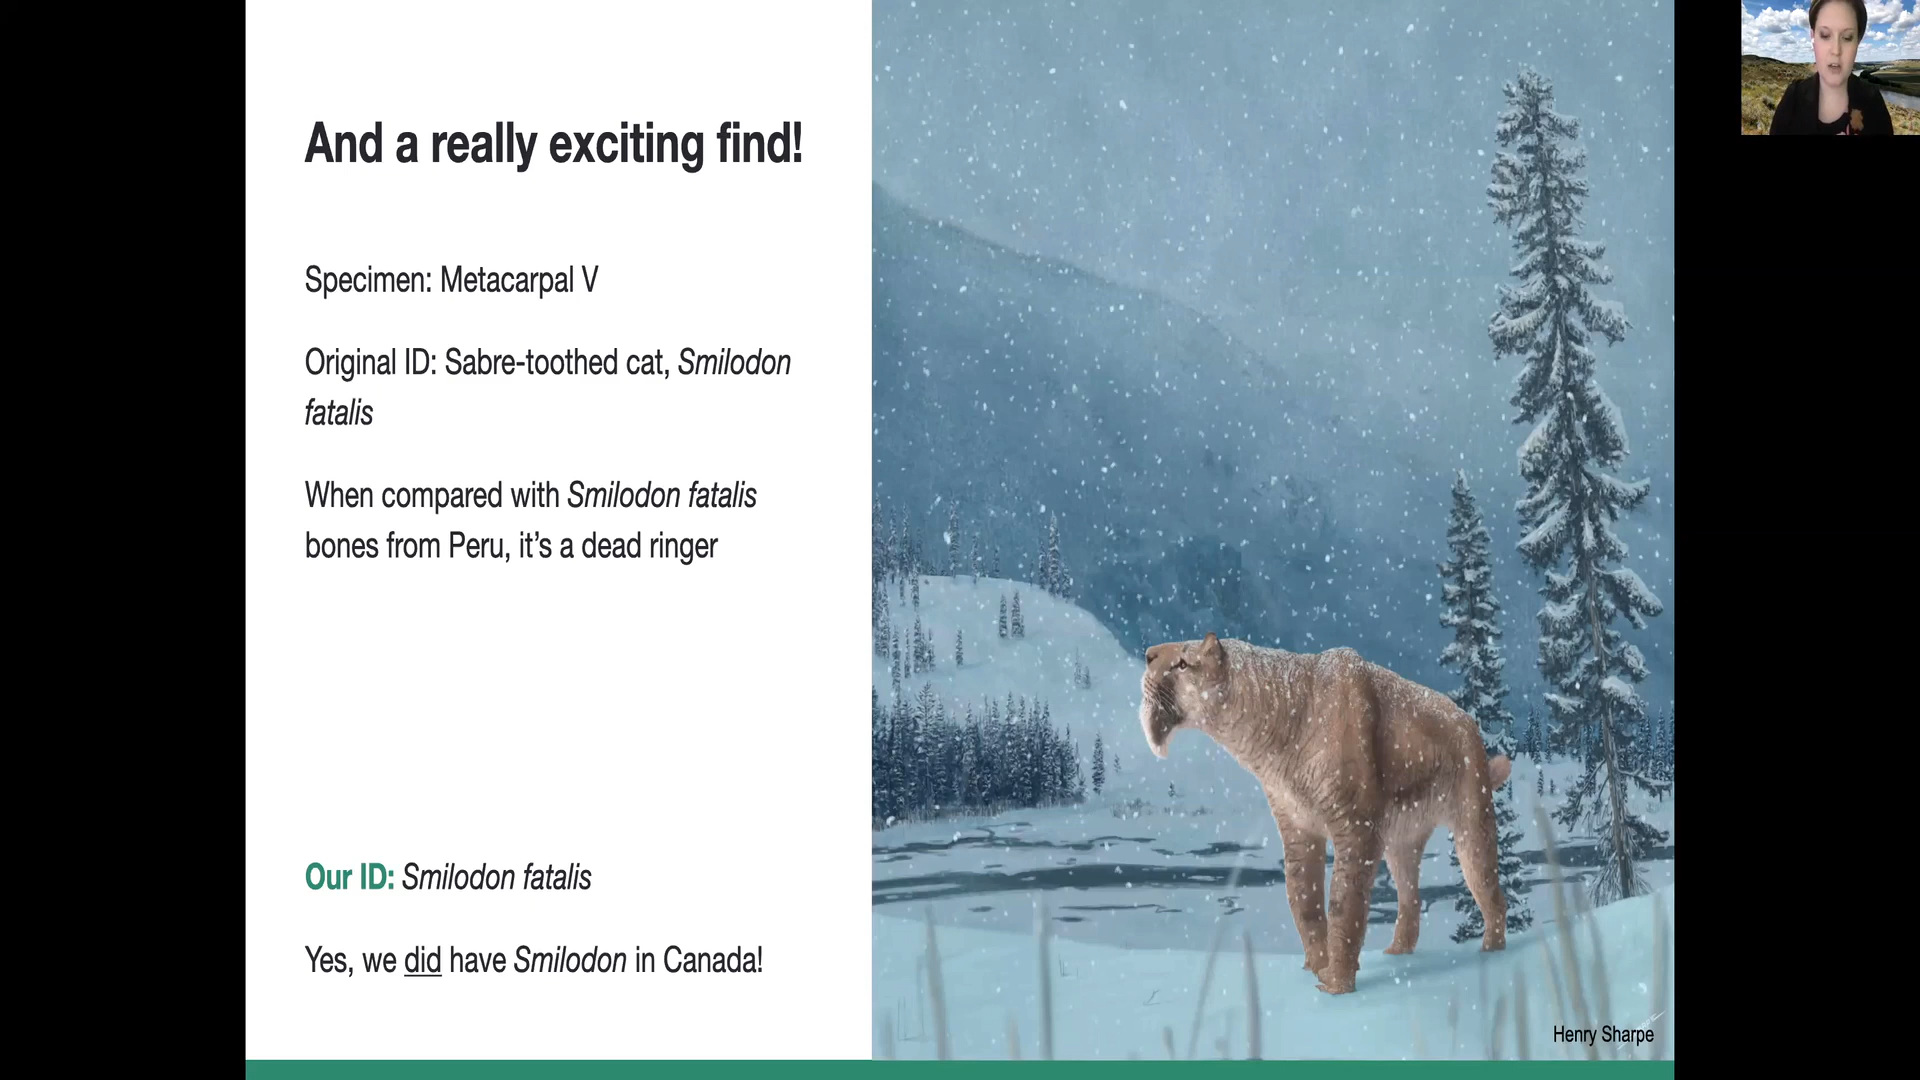 And a really exciting find!
Specimen: Metacarpal V
Original ID: Sabre-toothed cat, Smilodon
fatalis
When compared with Smilodon fatalis
bones from Peru, it’s a dead ringer
Our ID: Smilodon fatalis
Yes, we did have Smilodon in Canada!
Henry Sharpe